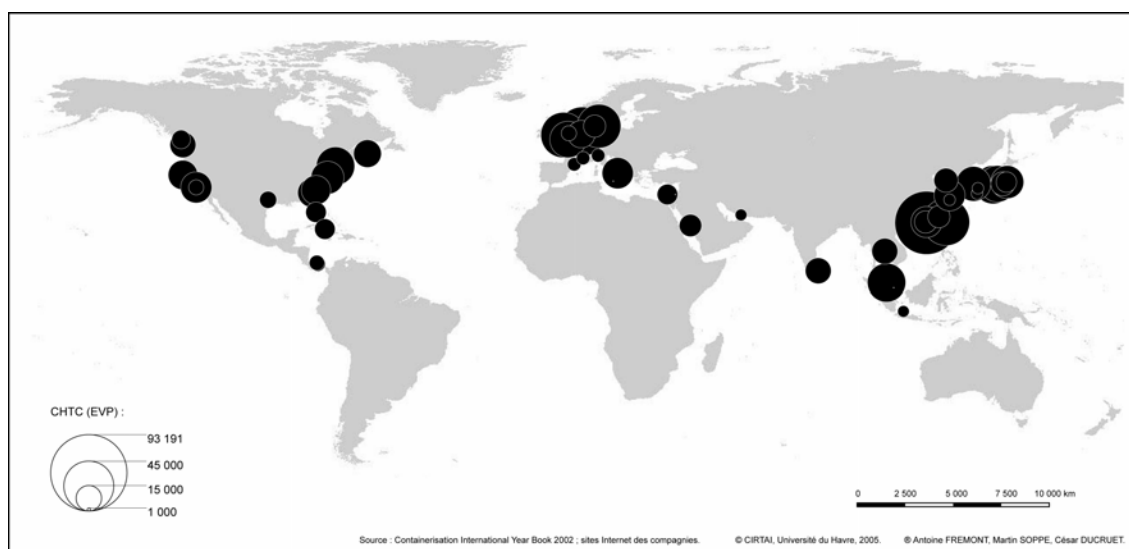 CHTC (EVP) :
93 191
45 000
15 000
1 000
0 2 500 5 000 7 500 10 000 km
Source : Containerisation International Year Book 2002 ; sites Internet des compagnies. © CIRTAI, Université du Havre, 2005. ® Antoine FREMONT, Martin SOPPE, César DUCRUET.